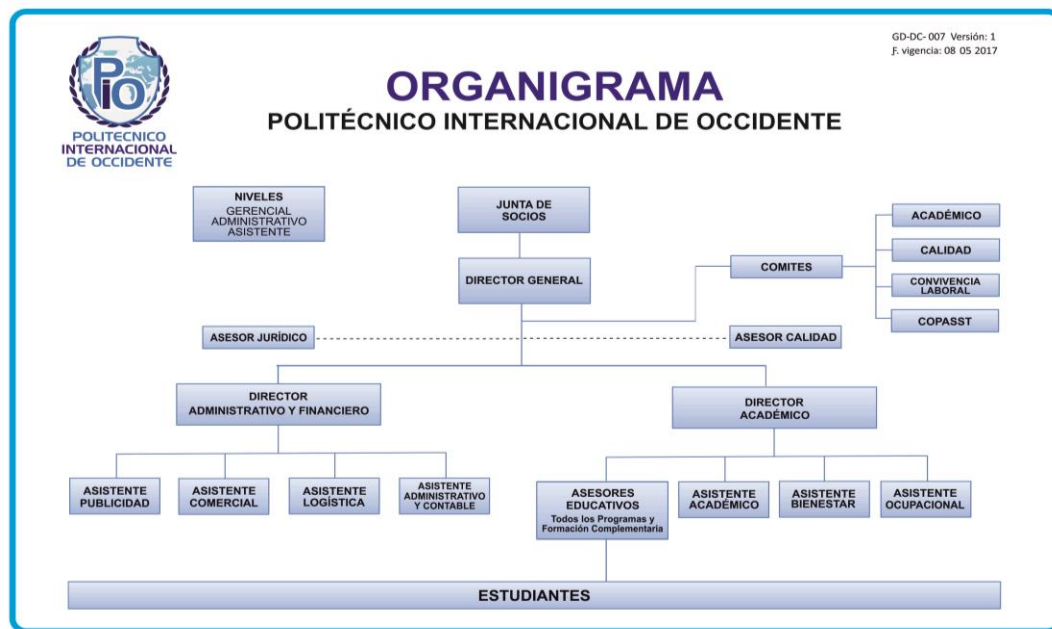 GD-DC- 007 Versión: 1
F. vigencia: 08 05 2017
PIO
POLITECNICO
INTERNACIONAL
DE OCCIDENTE
ORGANIGRAMA
POLITÉCNICO INTERNACIONAL DE OCCIDENTE
NIVELES
GERENCIAL
ADMINISTRATIVO
ASISTENTE
JUNTA DE
SOCIOS
DIRECTOR GENERAL
COMITES
ACADÉMICO
CALIDAD
CONVIVENCIA
LABORAL
COPASST
ASESOR JURÍDICO
ASESOR CALIDAD
DIRECTOR
ADMINISTRATIVO Y FINANCIERO
DIRECTOR
ACADÉMICO
ASISTENTE
PUBLICIDAD
ASISTENTE
COMERCIAL
ASISTENTE
LOGÍSTICA
ASISTENTE
ADMINISTRATIVO
Y CONTABLE
ASESORES
EDUCATIVOS
Todos los Programas y
Formación Complementaria
ASISTENTE
ACADÉMICO
ASISTENTE
BIENESTAR
ASISTENTE
OCUPACIONAL
ESTUDIANTES